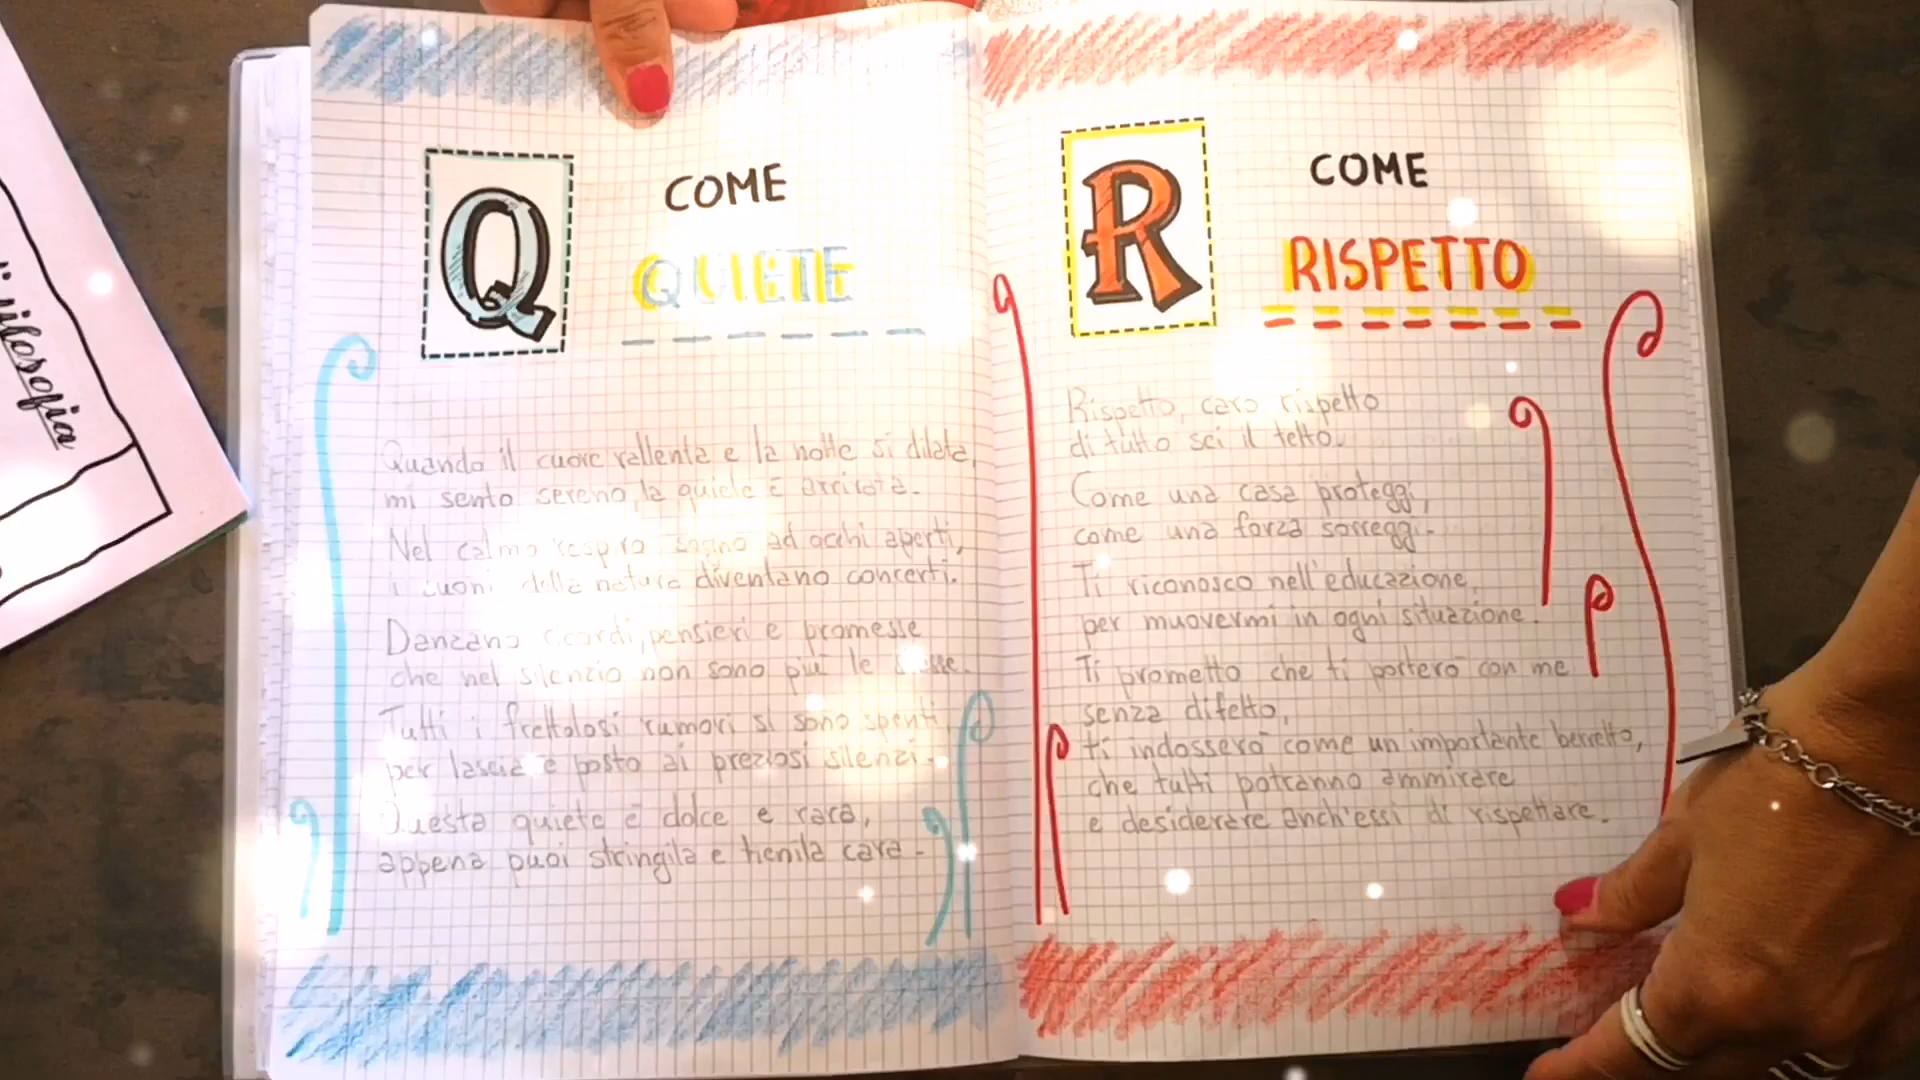 filosofia
Q COME
QUIETE
Quando il cuore rallenta e la notte si dilata,
mi sento sereno, la quiete è arrivata.
Nel calmo respiro sogno ad occhi aperti,
i suoni della natura diventano concerti.
Danzano ricordi, pensieri e promesse
che nel silenzio non sono più le stesse.
Tutti i frettolosi rumori si sono spenti
per lasciare posto ai preziosi silenzi.
Questa quiete è dolce e rara,
appena puoi stringila e tienila cara.
R COME
RISPETTO
Rispetto, caro rispetto
di tutto sei il tetto.
Come una casa proteggi,
come una forza sorreggi.
Ti riconosco nell'educazione,
per muovermi in ogni situazione.
Ti prometto che ti porterò con me
senza difetto,
ti indosserò come un importante berretto,
che tutti potranno ammirare
e desiderare anch'essi di rispettare.